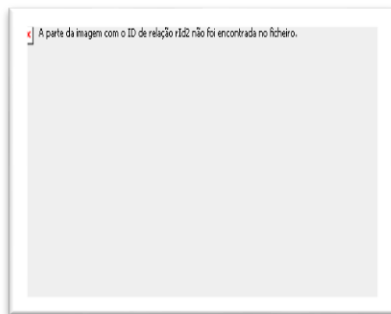 A parte da imagem com o ID de relação rId2 não foi encontrada no ficheiro.